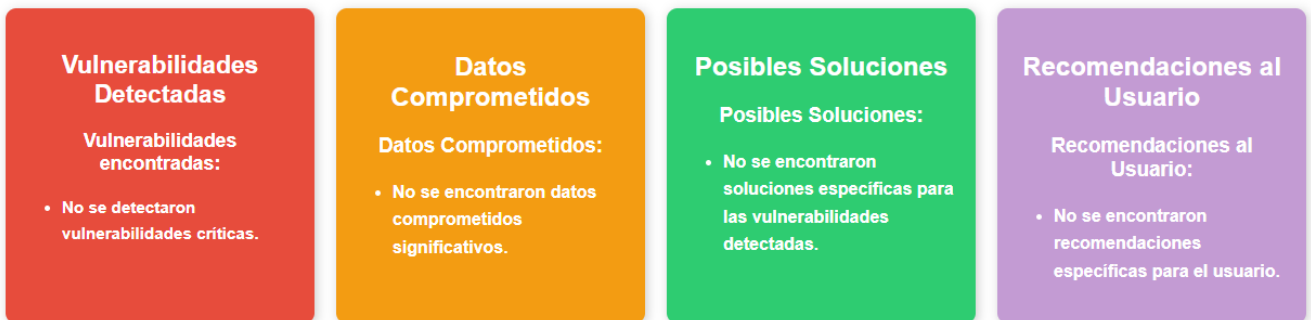 Vulnerabilidades
Detectadas
Vulnerabilidades
encontradas:
• No se detectaron
vulnerabilidades críticas.
Datos
Comprometidos
Datos Comprometidos:
• No se encontraron datos
comprometidos
significativos.
Posibles Soluciones
Posibles Soluciones:
• No se encontraron
soluciones específicas para
las vulnerabilidades
detectadas.
Recomendaciones al
Usuario
Recomendaciones al
Usuario:
• No se encontraron
recomendaciones
específicas para el usuario.